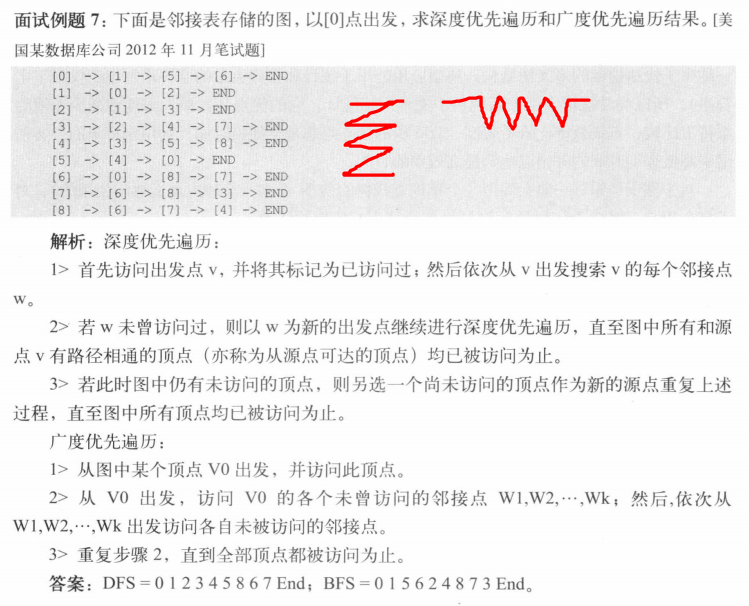 面试例题 7：下面是邻接表存储的图，以[0]点出发，求深度优先遍历和广度优先遍历结果。[美
国某数据库公司 2012 年 11 月笔试题]
[0] -> [1] -> [5] -> [6] -> END
[1] -> [0] -> [2] -> END
[2] -> [1] -> [3] -> END
[3] -> [2] -> [4] -> [7] -> END
[4] -> [3] -> [5] -> [8] -> END
[5] -> [4] -> [0] -> END
[6] -> [0] -> [8] -> [7] -> END
[7] -> [6] -> [8] -> [3] -> END
[8] -> [6] -> [7] -> [4] -> END
解析：深度优先遍历：
1> 首先访问出发点 v，并将其标记为已访问过；然后依次从 v 出发搜索 v 的每个邻接点
w。
2> 若 w 未曾访问过，则以 w 为新的出发点继续进行深度优先遍历，直至图中所有和源
点 v 有路径相通的顶点（亦称为从源点可达的顶点）均已被访问为止。
3> 若此时图中仍有未访问的顶点，则另选一个尚未访问的顶点作为新的源点重复上述
过程，直至图中所有顶点均已被访问为止。
广度优先遍历：
1> 从图中某个顶点 V0 出发，并访问此顶点。
2> 从 V0 出发，访问 V0 的各个未曾访问的邻接点 W1,W2,…,Wk；然后,依次从
W1,W2,…,Wk 出发访问各自未被访问的邻接点。
3> 重复步骤 2，直到全部顶点都被访问为止。
答案：DFS = 0 1 2 3 4 5 8 6 7 End；BFS = 0 1 5 6 2 4 8 7 3 End。